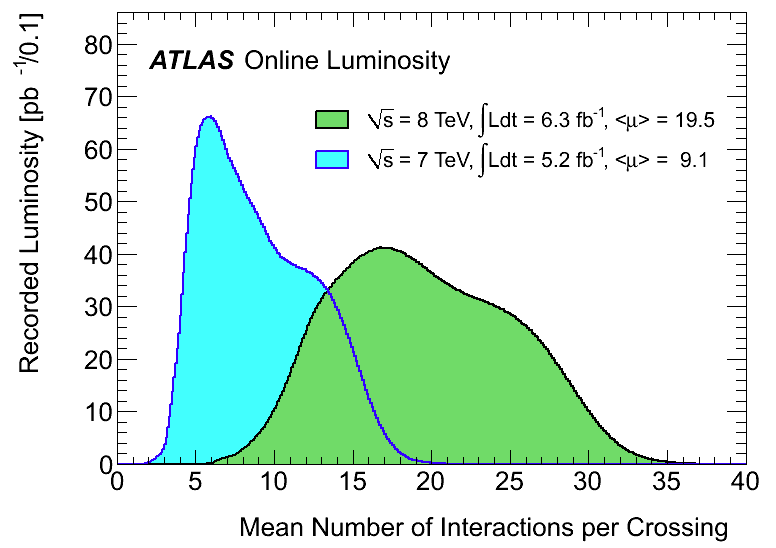 ATLAS Online Luminosity
√s = 8 TeV, ∫Ldt = 6.3 fb⁻¹, <μ> = 19.5
√s = 7 TeV, ∫Ldt = 5.2 fb⁻¹, <μ> = 9.1
Recorded Luminosity [pb ⁻¹/0.1]
80
70
60
50
40
30
20
10
0
0 5 10 15 20 25 30 35 40
Mean Number of Interactions per Crossing